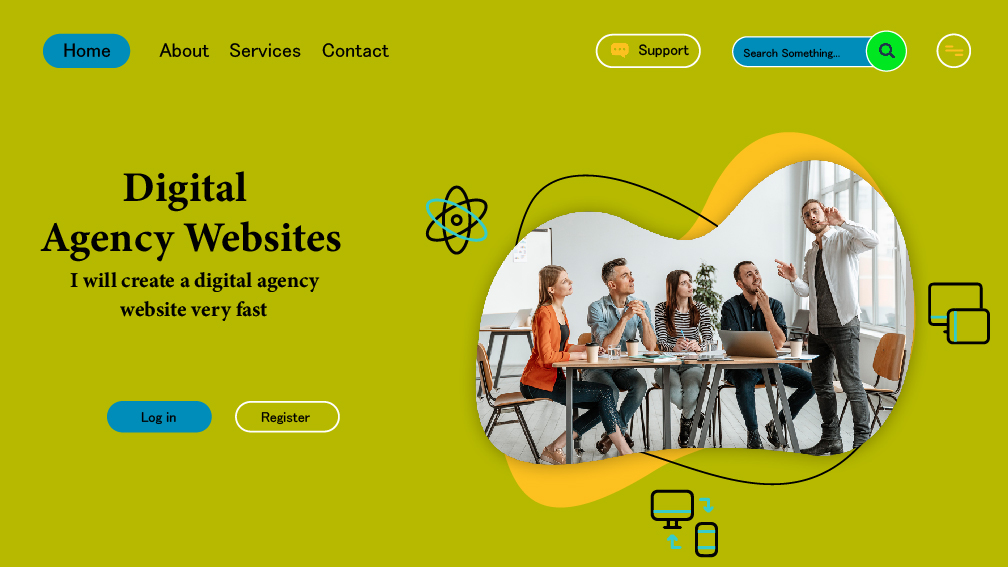 Home
About
Services
Contact
Support
Search Something...
Digital
Agency Websites
I will create a digital agency
website very fast
Log in
Register